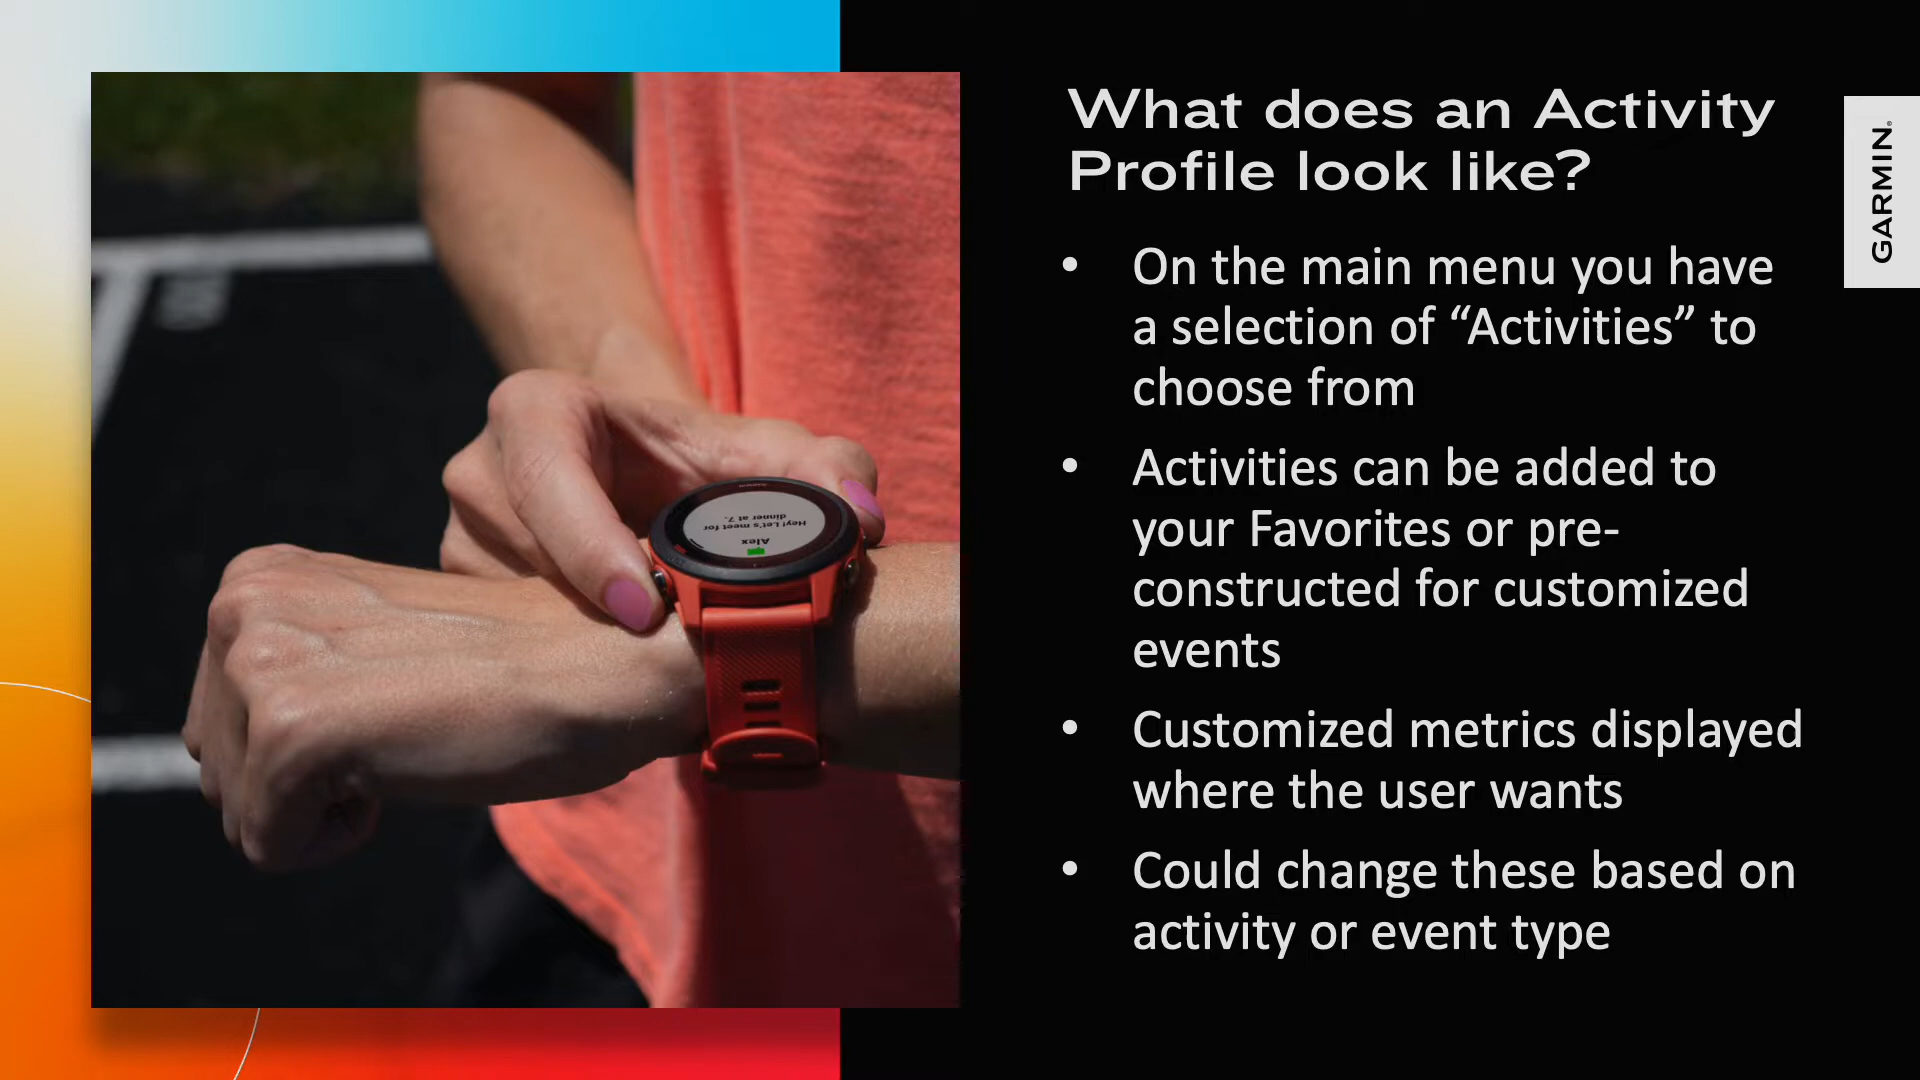 What does an Activity
Profile look like?
GARMIN
• On the main menu you have
a selection of “Activities” to
choose from
• Activities can be added to
your Favorites or pre-
constructed for customized
events
• Customized metrics displayed
where the user wants
• Could change these based on
activity or event type
Alex
Hey! Let's meet for
dinner at 7.